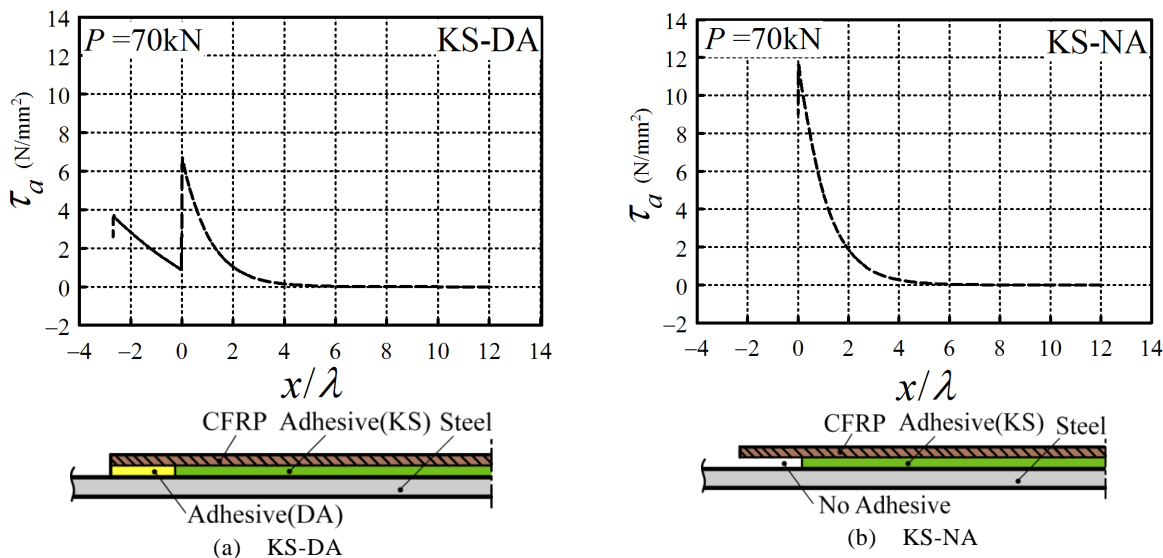 P =70kN KS-DA
14
12
10
8
6
4
2
0
−2
τa (N/mm²)
−4 −2 0 2 4 6 8 10 12 14
x/λ
CFRP Adhesive(KS) Steel
Adhesive(DA)
(a) KS-DA
P =70kN KS-NA
14
12
10
8
6
4
2
0
−2
τa (N/mm²)
−4 −2 0 2 4 6 8 10 12 14
x/λ
CFRP Adhesive(KS) Steel
No Adhesive
(b) KS-NA